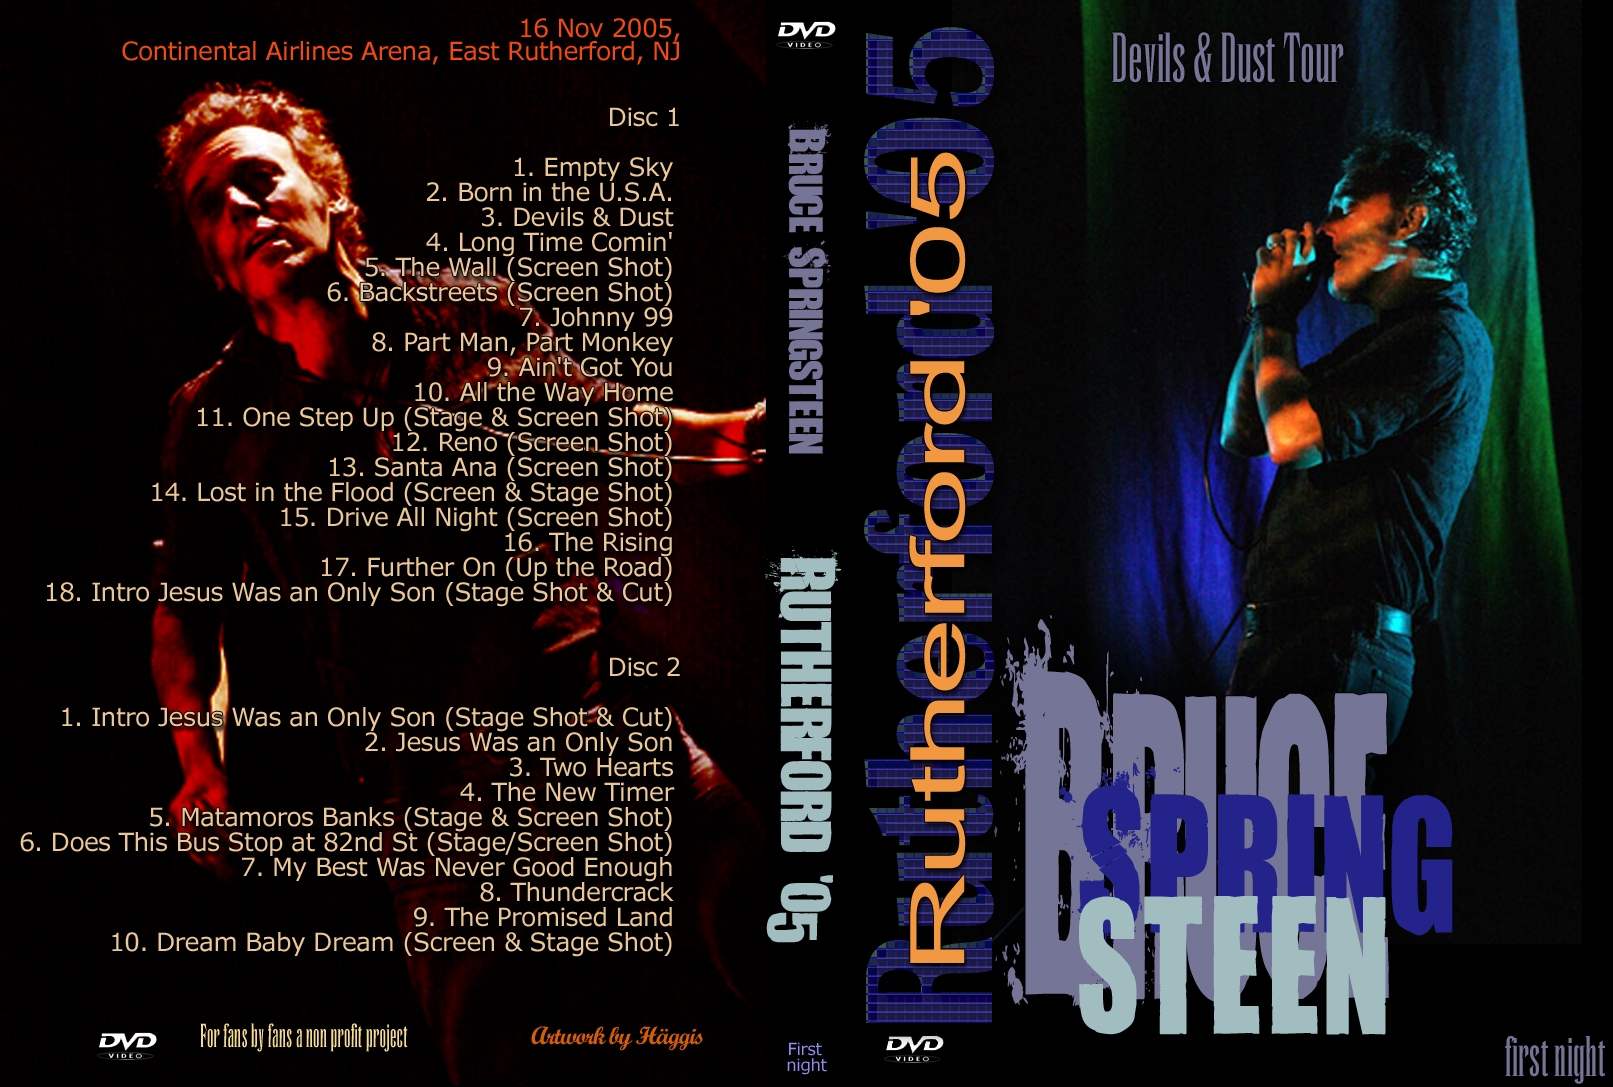 16 Nov 2005,
Continental Airlines Arena, East Rutherford, NJ
Disc 1
1. Empty Sky
2. Born in the U.S.A.
3. Devils & Dust
4. Long Time Comin'
5. The Wall (Screen Shot)
6. Backstreets (Screen Shot)
7. Johnny 99
8. Part Man, Part Monkey
9. Ain't Got You
10. All the Way Home
11. One Step Up (Stage & Screen Shot)
12. Reno (Screen Shot)
13. Santa Ana (Screen Shot)
14. Lost in the Flood (Screen & Stage Shot)
15. Drive All Night (Screen Shot)
16. The Rising
17. Further On (Up the Road)
18. Intro Jesus Was an Only Son (Stage Shot & Cut)
Disc 2
1. Intro Jesus Was an Only Son (Stage Shot & Cut)
2. Jesus Was an Only Son
3. Two Hearts
4. The New Timer
5. Matamoros Banks (Stage & Screen Shot)
6. Does This Bus Stop at 82nd St (Stage/Screen Shot)
7. My Best Was Never Good Enough
8. Thundercrack
9. The Promised Land
10. Dream Baby Dream (Screen & Stage Shot)
DVD
VIDEO
For fans by fans a non profit project
Artwork by Häggis
DVD
VIDEO
BRUCE SPRINGSTEEN
RUTHERFORD '05
First
night
Rutherford'05
Rutherford'05
DVD
VIDEO
Devils & Dust Tour
BRUCE
SPRING
STEEN
first night